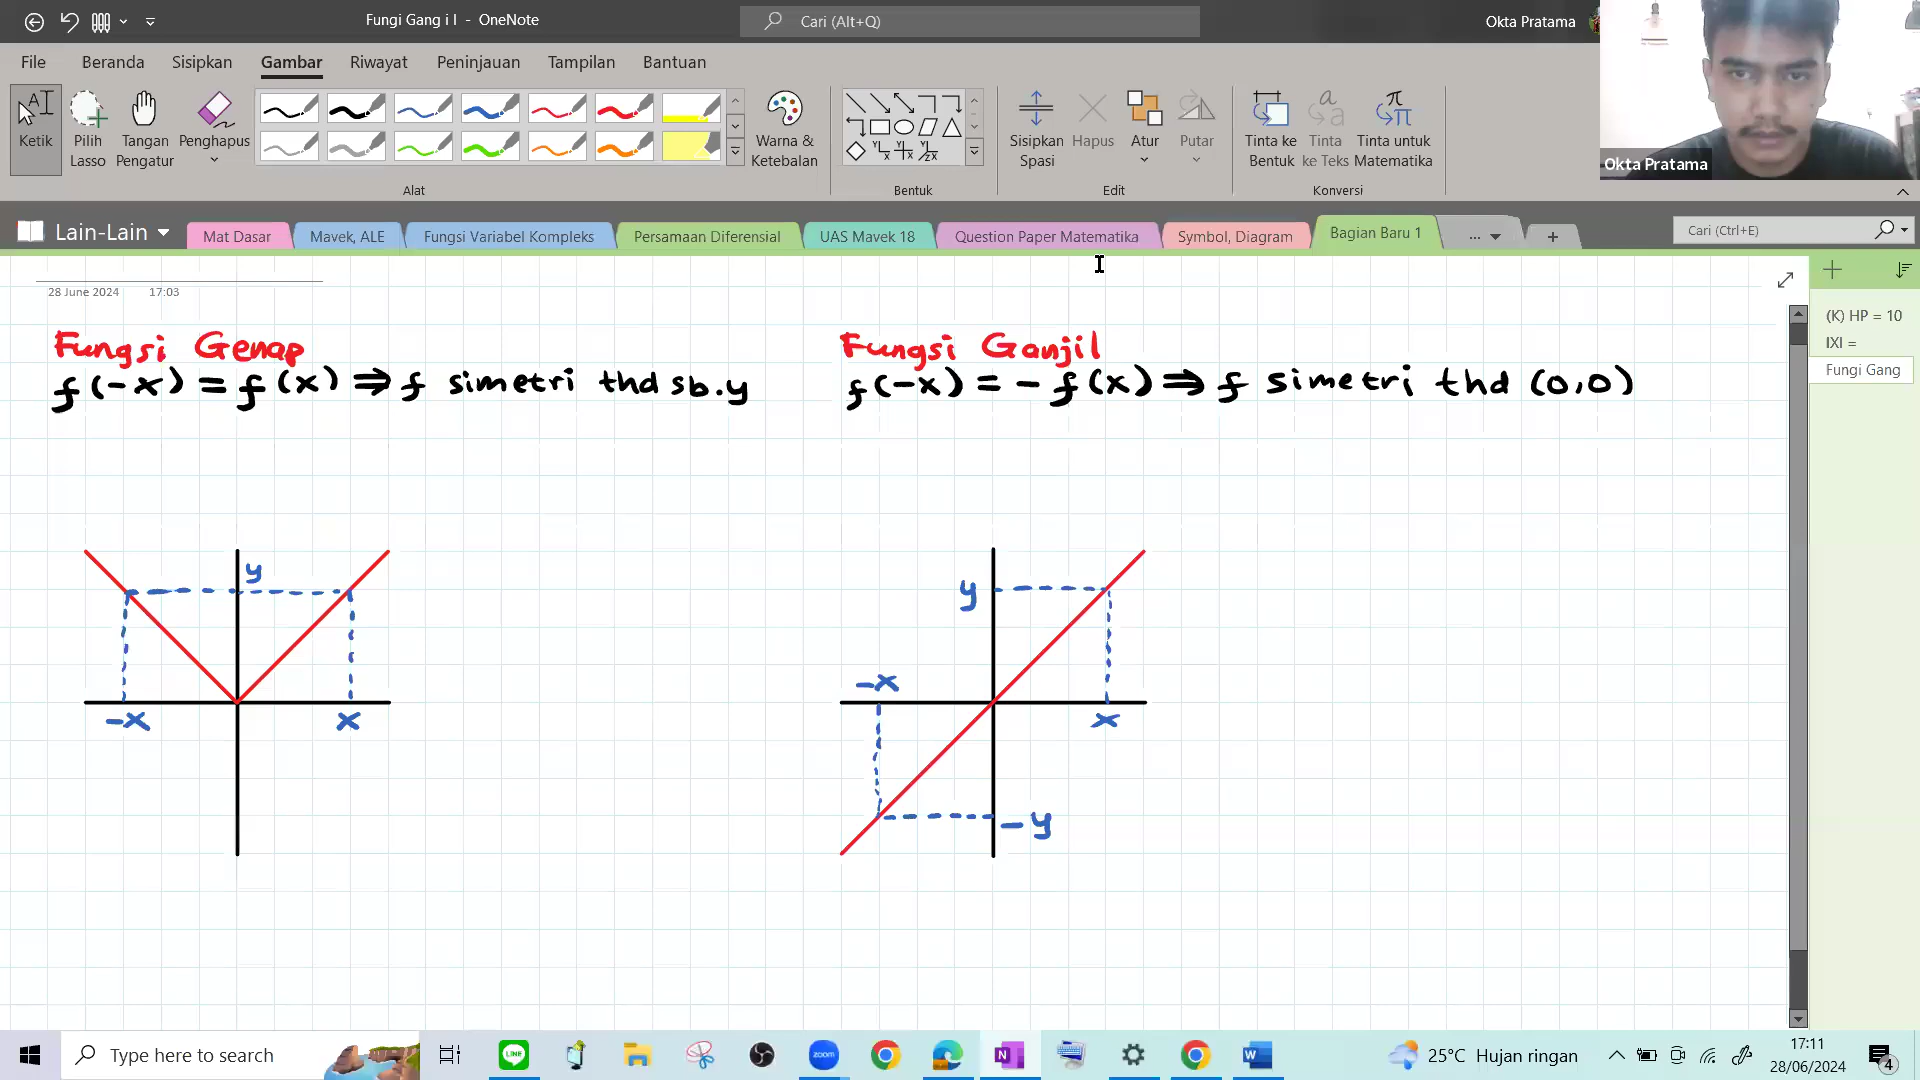 Fungi Gang i I - OneNote
Cari (Alt+Q)
Okta Pratama
File Beranda Sisipkan Gambar Riwayat Peninjauan Tampilan Bantuan
Ketik
Pilih Lasso
Tangan Pengatur
Penghapus
Warna & Ketebalan
Sisipkan Spasi
Hapus
Atur
Putar
Tinta ke Bentuk
Tinta ke Teks
Tinta untuk Matematika
Okta Pratama
Alat Bentuk Edit Konversi
Lain-Lain Mat Dasar Mavek, ALE Fungsi Variabel Kompleks Persamaan Diferensial UAS Mavek 18 Question Paper Matematika Symbol, Diagram Bagian Baru 1 ... +
Cari (Ctrl+E)
28 June 2024 17:03
Fungsi Genap
f(-x) = f(x) ⇒ f simetri thd sb.y
y
-x x
Fungsi Ganjil
f(-x) = -f(x) ⇒ f simetri thd (0,0)
y
-x
x
-y
(K) HP = 10
IXI =
Fungi Gang
Type here to search
LINE
zoom
25°C Hujan ringan
17:11
28/06/2024
4